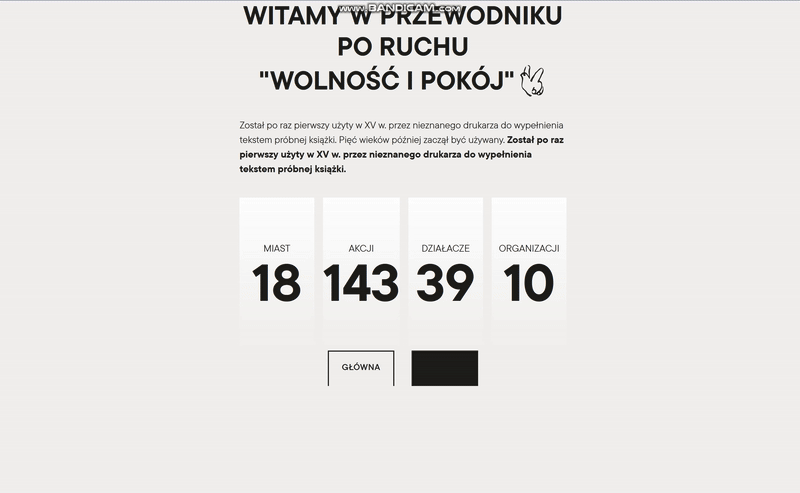 www.BANDICAM.com
WITAMY W PRZEWODNIKU
PO RUCHU
"WOLNOŚĆ I POKÓJ"
Został po raz pierwszy użyty w XV w. przez nieznanego drukarza do wypełnienia
tekstem próbnej książki. Pięć wieków później zaczął być używany. Został po raz
pierwszy użyty w XV w. przez nieznanego drukarza do wypełnienia
tekstem próbnej książki.
MIAST
18
AKCJI
143
DZIAŁACZE
39
ORGANIZACJI
10
GŁÓWNA